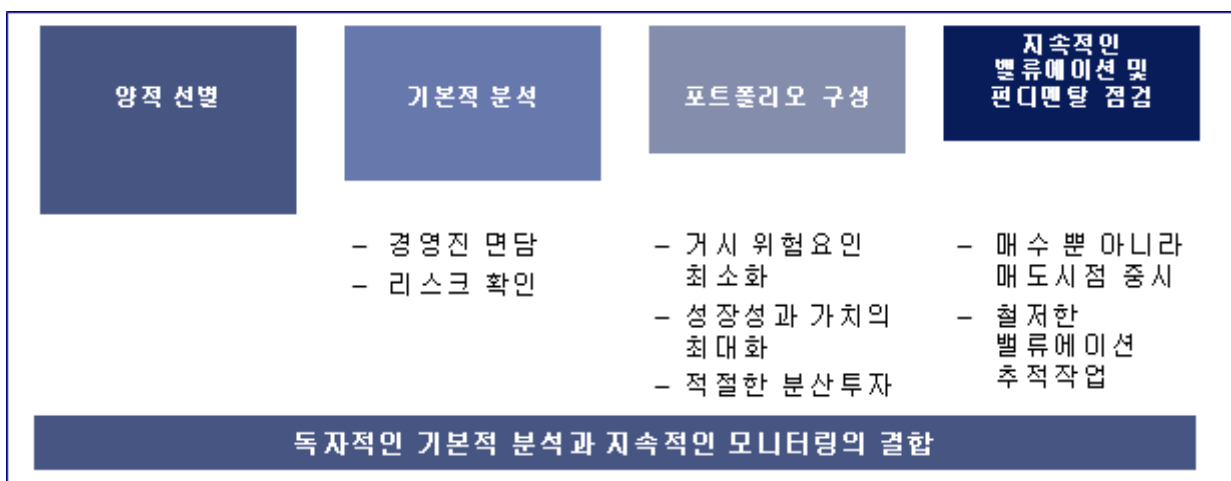 양적 선별
기본적 분석
포트폴리오 구성
지속적인
밸류에이션 및
펀디멘탈 점검
– 경영진 면담
– 리스크 확인
– 거시 위험요인
최소화
– 성장성과 가치의
최대화
– 적절한 분산투자
– 매수 뿐 아니라
매도시점 중시
– 철저한
밸류에이션
추적작업
독자적인 기본적 분석과 지속적인 모니터링의 결합